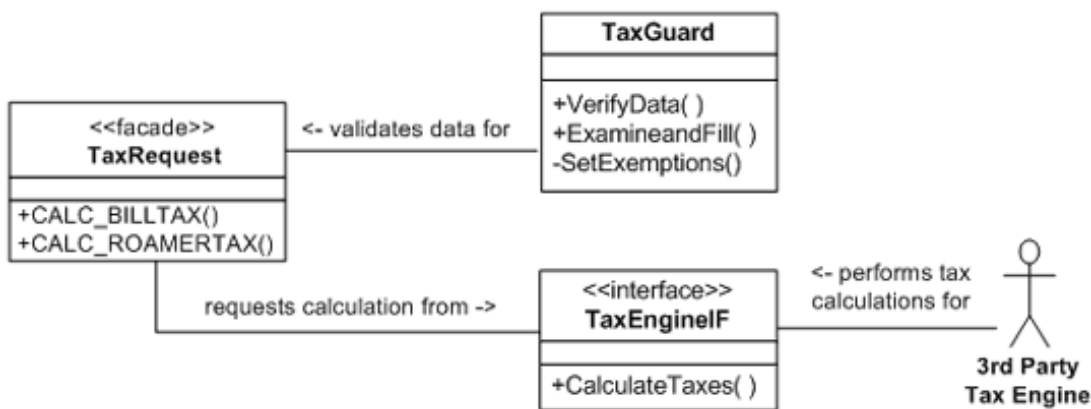 TaxGuard
+VerifyData( )
+ExamineandFill( )
-SetExemptions()
<- validates data for
<<facade>>
TaxRequest
+CALC_BILLTAX()
+CALC_ROAMERTAX()
requests calculation from ->
<<interface>>
TaxEngineIF
+CalculateTaxes( )
<- performs tax
calculations for
3rd Party
Tax Engine